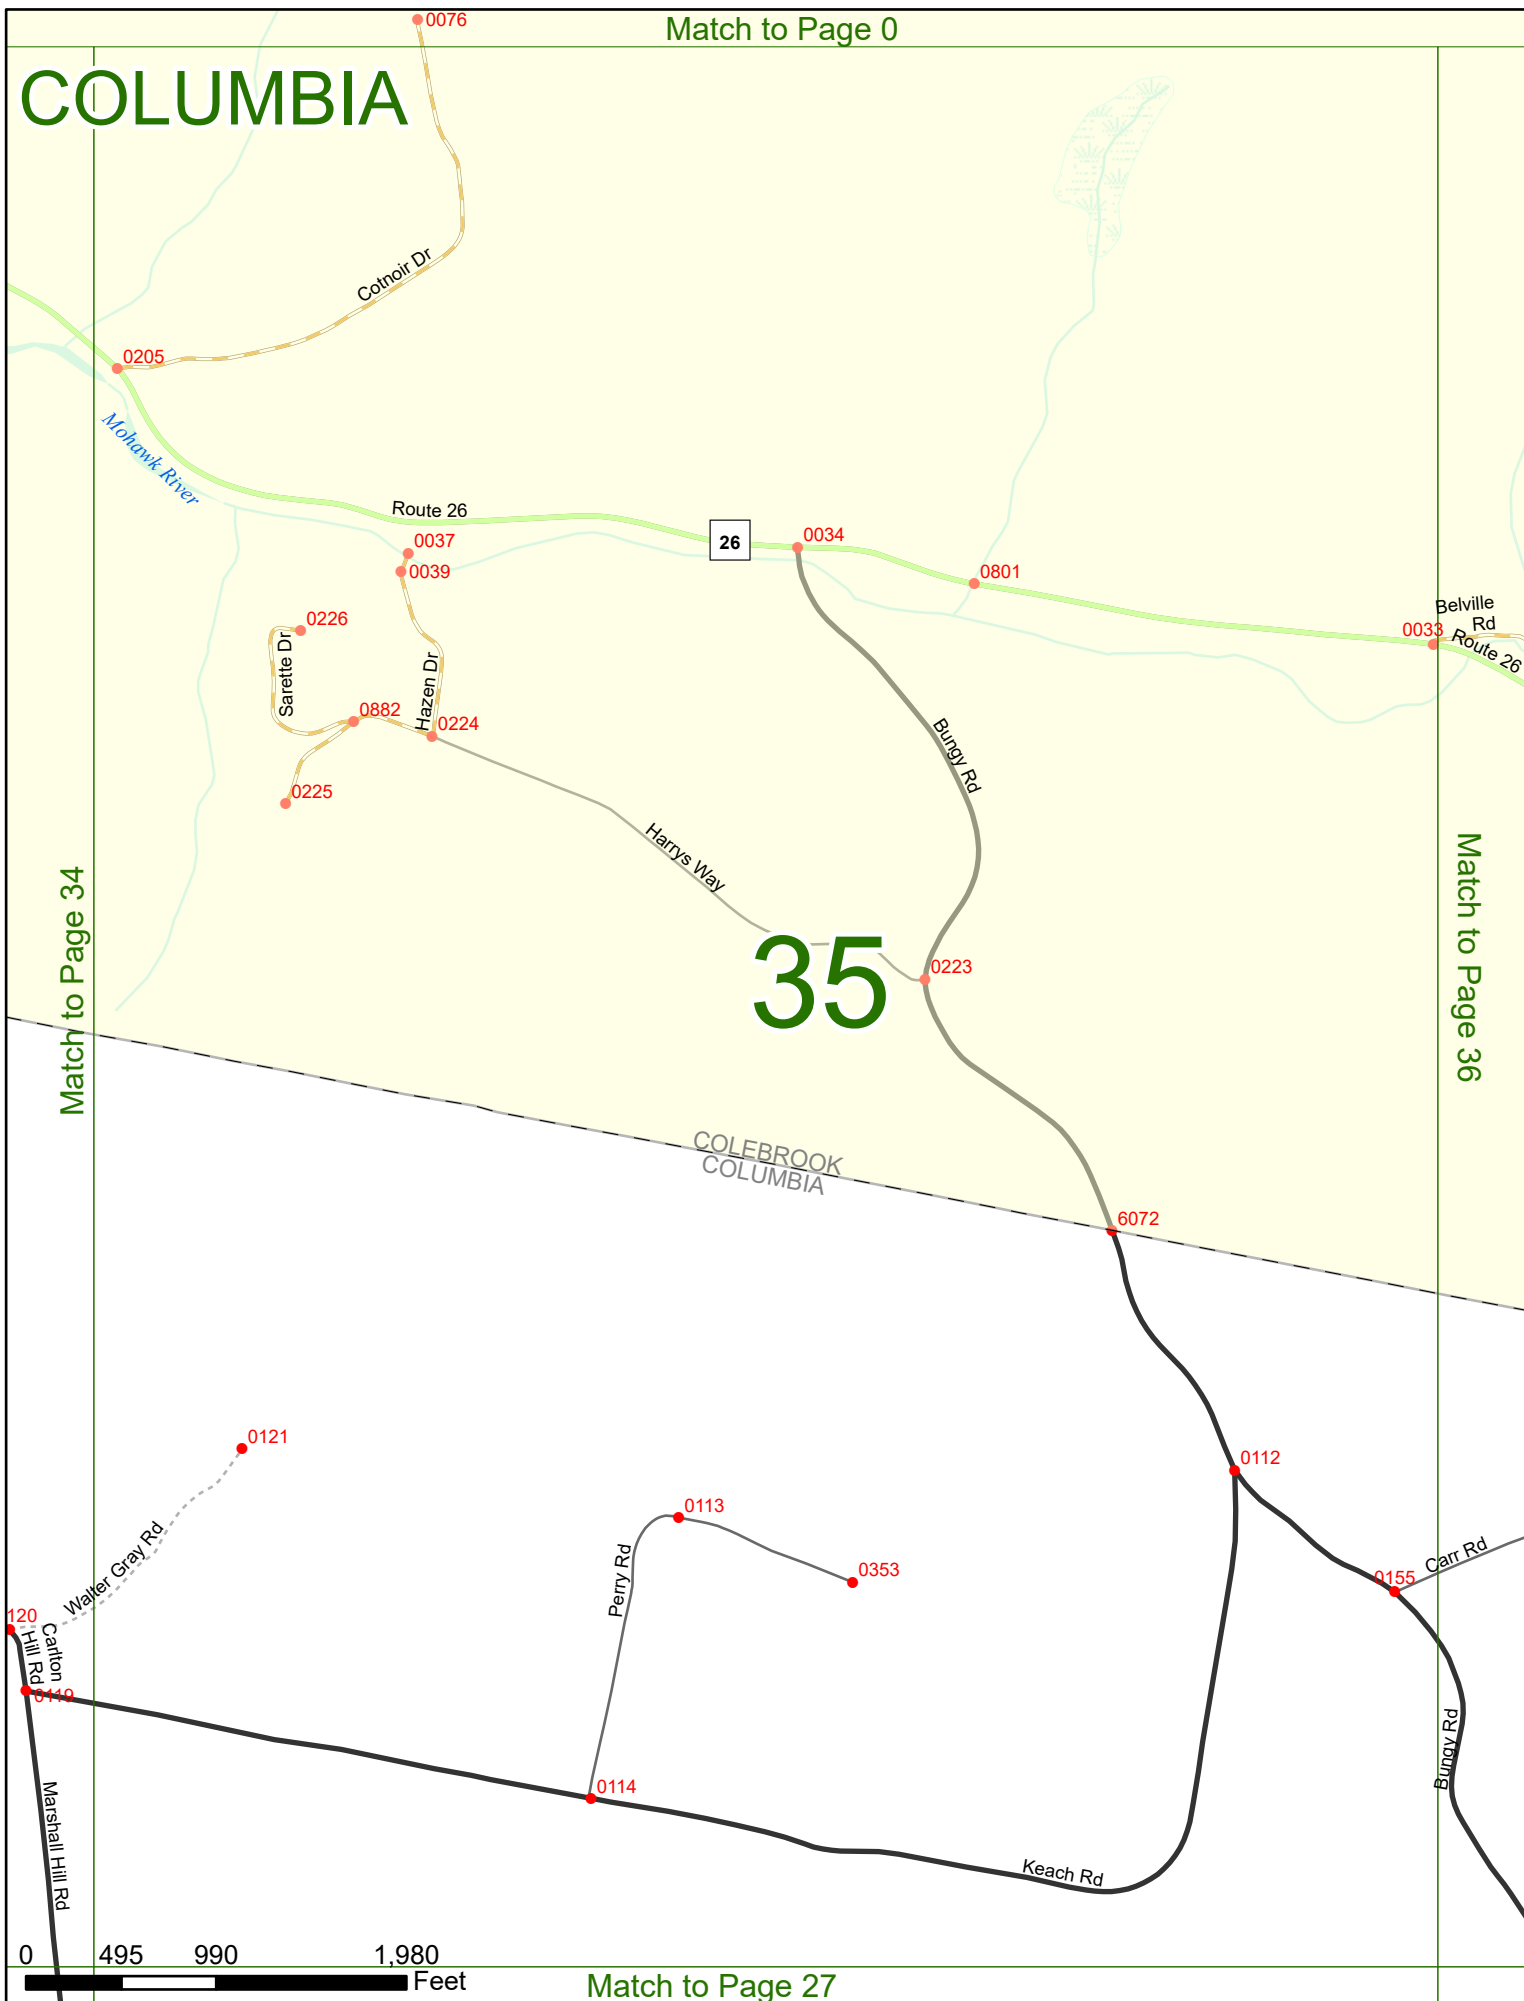 0076
Match to Page 0
COLUMBIA
Cotnoir Dr
0205
Mohawk River
Route 26
26
0034
0037
0039
0801
Belville
Rd
0033
Route 26
0226
Sarette Dr
Hazen Dr
0882
0224
Bungy Rd
0225
Harrys Way
Match to Page 34
Match to Page 36
35
0223
COLEBROOK
COLUMBIA
6072
0121
0112
0113
Walter Gray Rd
Perry Rd
0353
Carr Rd
0155
120
Carlton
Hill Rd
0119
Bungy Rd
Marshall Hill Rd
0114
Keach Rd
0 495 990 1,980
Feet
Match to Page 27